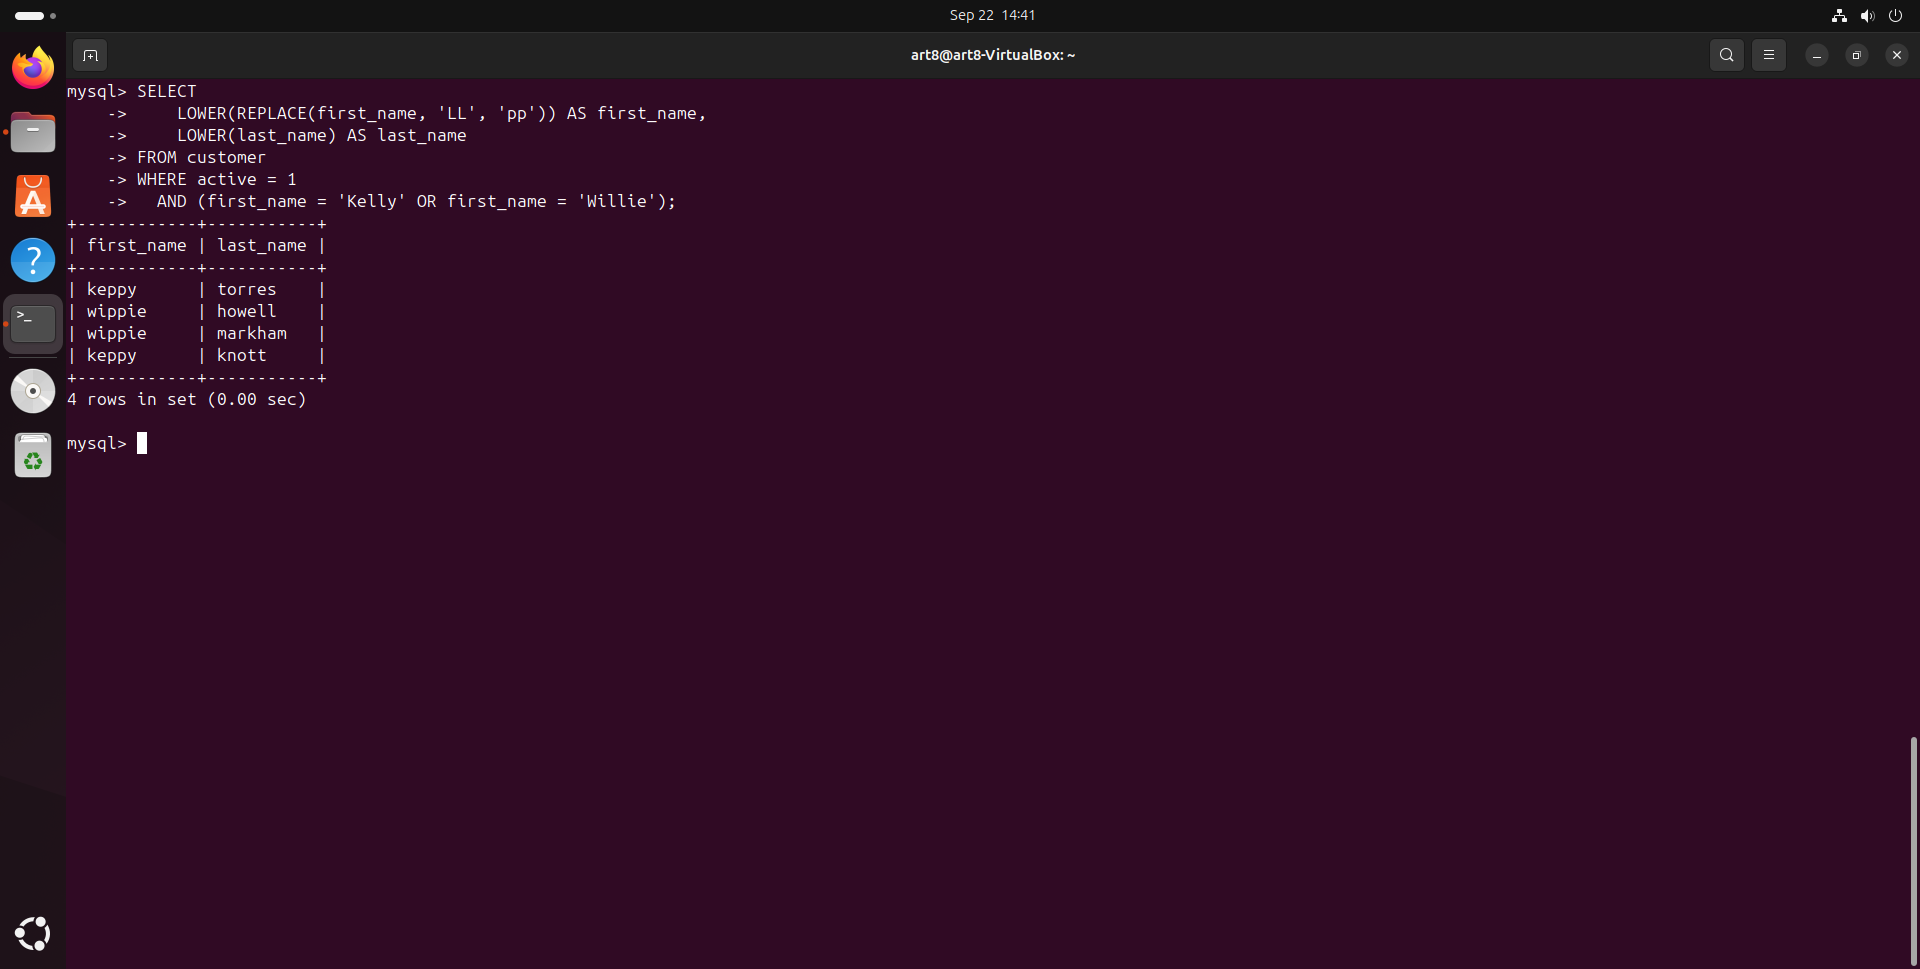 Sep 22 14:41
art8@art8-VirtualBox: ~
mysql> SELECT
    ->     LOWER(REPLACE(first_name, 'LL', 'pp')) AS first_name,
    ->     LOWER(last_name) AS last_name
    -> FROM customer
    -> WHERE active = 1
    ->   AND (first_name = 'Kelly' OR first_name = 'Willie');
+------------+-----------+
| first_name | last_name |
+------------+-----------+
| keppy      | torres    |
| wippie     | howell    |
| wippie     | markham   |
| keppy      | knott     |
+------------+-----------+
4 rows in set (0.00 sec)
mysql>